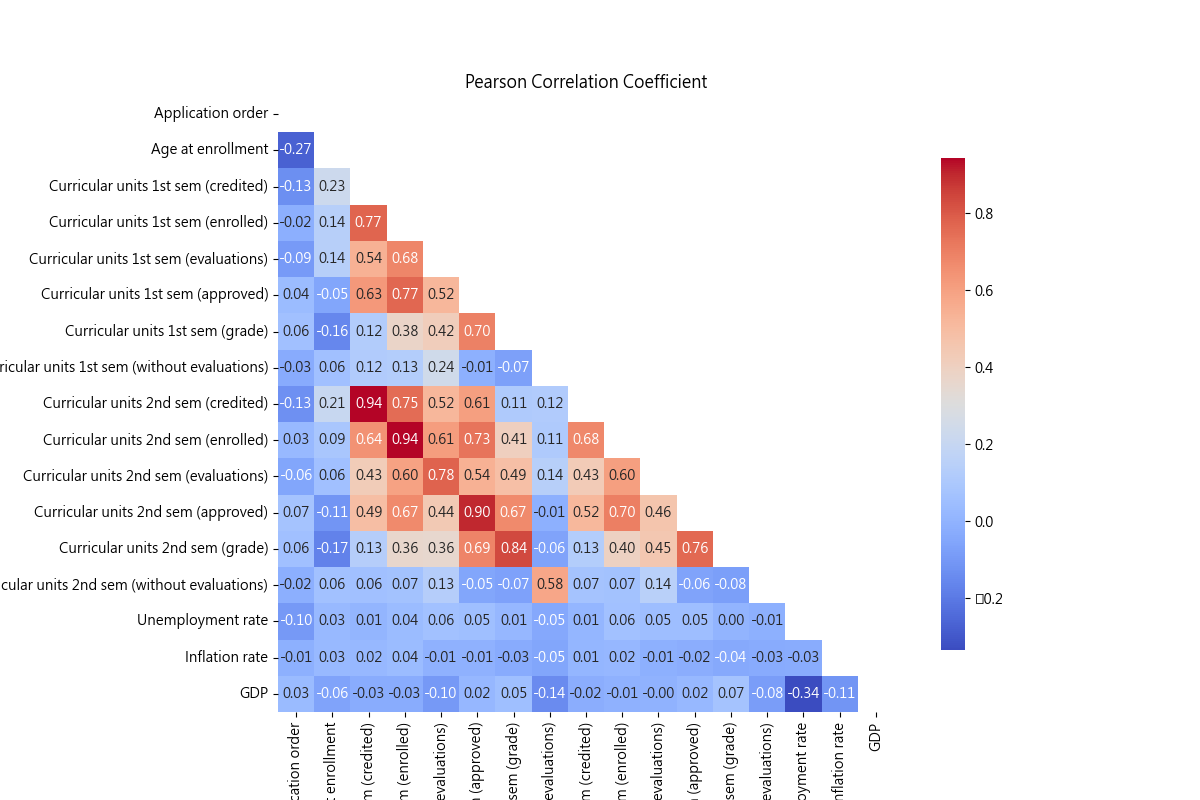 Pearson Correlation Coefficient
Application order
Age at enrollment -0.27
Curricular units 1st sem (credited) -0.13 0.23
Curricular units 1st sem (enrolled) -0.02 0.14 0.77
Curricular units 1st sem (evaluations) -0.09 0.14 0.54 0.68
Curricular units 1st sem (approved) 0.04 -0.05 0.63 0.77 0.52
Curricular units 1st sem (grade) 0.06 -0.16 0.12 0.38 0.42 0.70
ricular units 1st sem (without evaluations) -0.03 0.06 0.12 0.13 0.24 -0.01 -0.07
Curricular units 2nd sem (credited) -0.13 0.21 0.94 0.75 0.52 0.61 0.11 0.12
Curricular units 2nd sem (enrolled) 0.03 0.09 0.64 0.94 0.61 0.73 0.41 0.11 0.68
Curricular units 2nd sem (evaluations) -0.06 0.06 0.43 0.60 0.78 0.54 0.49 0.14 0.43 0.60
Curricular units 2nd sem (approved) 0.07 -0.11 0.49 0.67 0.44 0.90 0.67 -0.01 0.52 0.70 0.46
Curricular units 2nd sem (grade) 0.06 -0.17 0.13 0.36 0.36 0.69 0.84 -0.06 0.13 0.40 0.45 0.76
cular units 2nd sem (without evaluations) -0.02 0.06 0.06 0.07 0.13 -0.05 -0.07 0.58 0.07 0.07 0.14 -0.06 -0.08
Unemployment rate -0.10 0.03 0.01 0.04 0.06 0.05 0.01 -0.05 0.01 0.06 0.05 0.05 0.00 -0.01
Inflation rate -0.01 0.03 0.02 0.04 -0.01 -0.01 -0.03 -0.05 0.01 0.02 -0.01 -0.02 -0.04 -0.03 -0.03
GDP 0.03 -0.06 -0.03 -0.03 -0.10 0.02 0.05 -0.14 -0.02 -0.01 -0.00 0.02 0.07 -0.08 -0.34 -0.11
ication order
enrollment
(credited)
(enrolled)
evaluations)
(approved)
sem (grade)
evaluations)
(credited)
(enrolled)
evaluations)
(approved)
sem (grade)
evaluations)
oyment rate
nflation rate
GDP
0.8
0.6
0.4
0.2
0.0
▯0.2